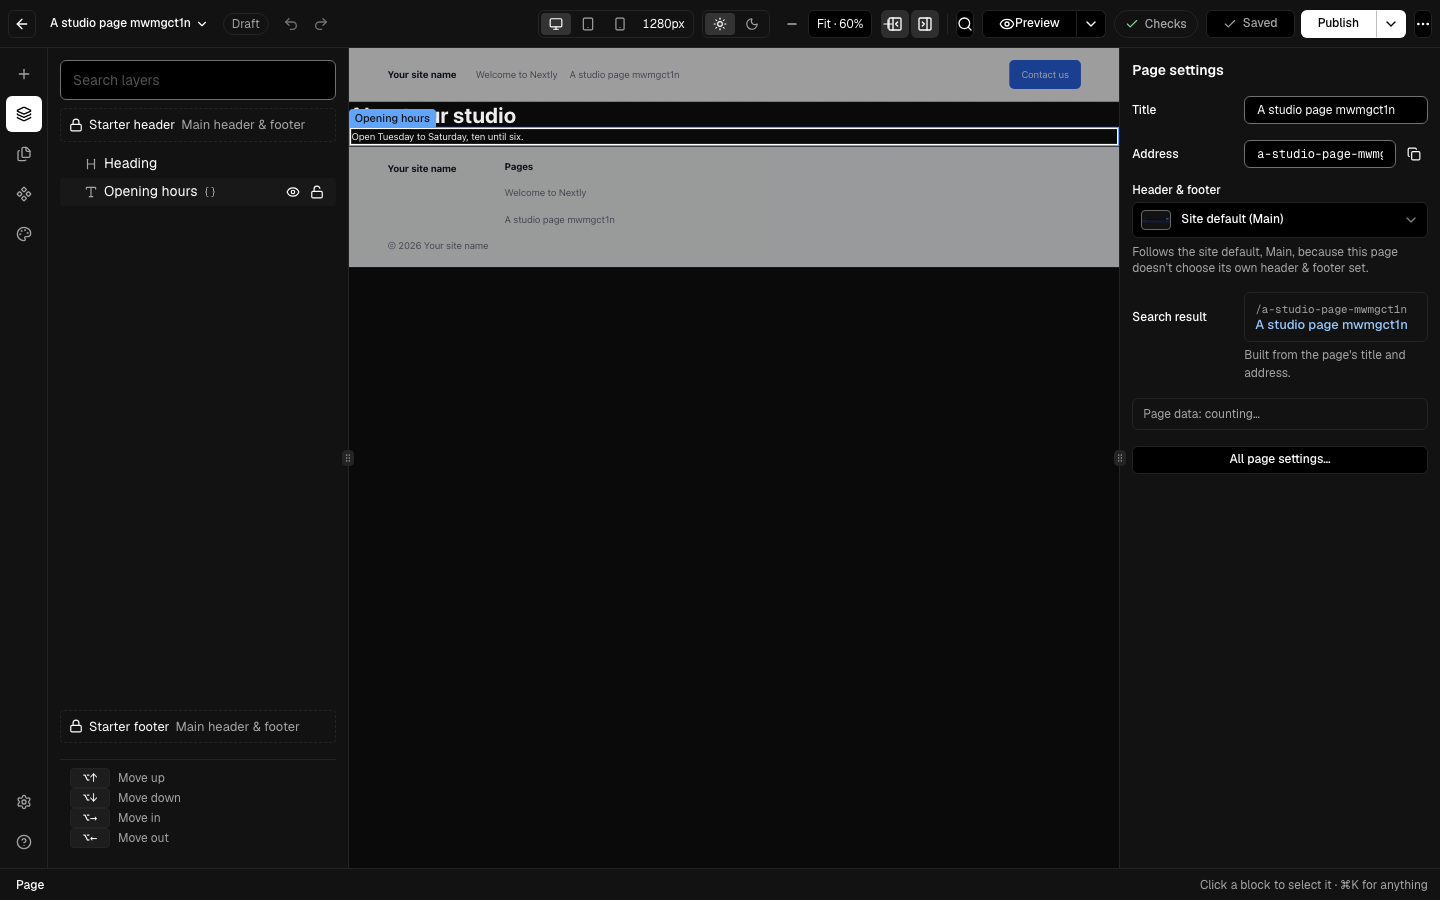 A studio page mwmgct1n
Draft
1280px
Fit · 60%
Preview
Checks
Saved
Publish
Search layers
Starter header Main header & footer
Heading
Opening hours {}
Starter footer Main header & footer
⌥↑ Move up
⌥↓ Move down
⌥→ Move in
⌥← Move out
Your site name Welcome to Nextly A studio page mwmgct1n Contact us
ur studio
Opening hours
Open Tuesday to Saturday, ten until six.
Your site name
Pages
Welcome to Nextly
A studio page mwmgct1n
© 2026 Your site name
Page settings
Title A studio page mwmgct1n
Address a-studio-page-mwmg
Header & footer
Site default (Main)
Follows the site default, Main, because this page
doesn't choose its own header & footer set.
Search result
/a-studio-page-mwmgct1n
A studio page mwmgct1n
Built from the page's title and
address.
Page data: counting…
All page settings…
Page
Click a block to select it · ⌘K for anything